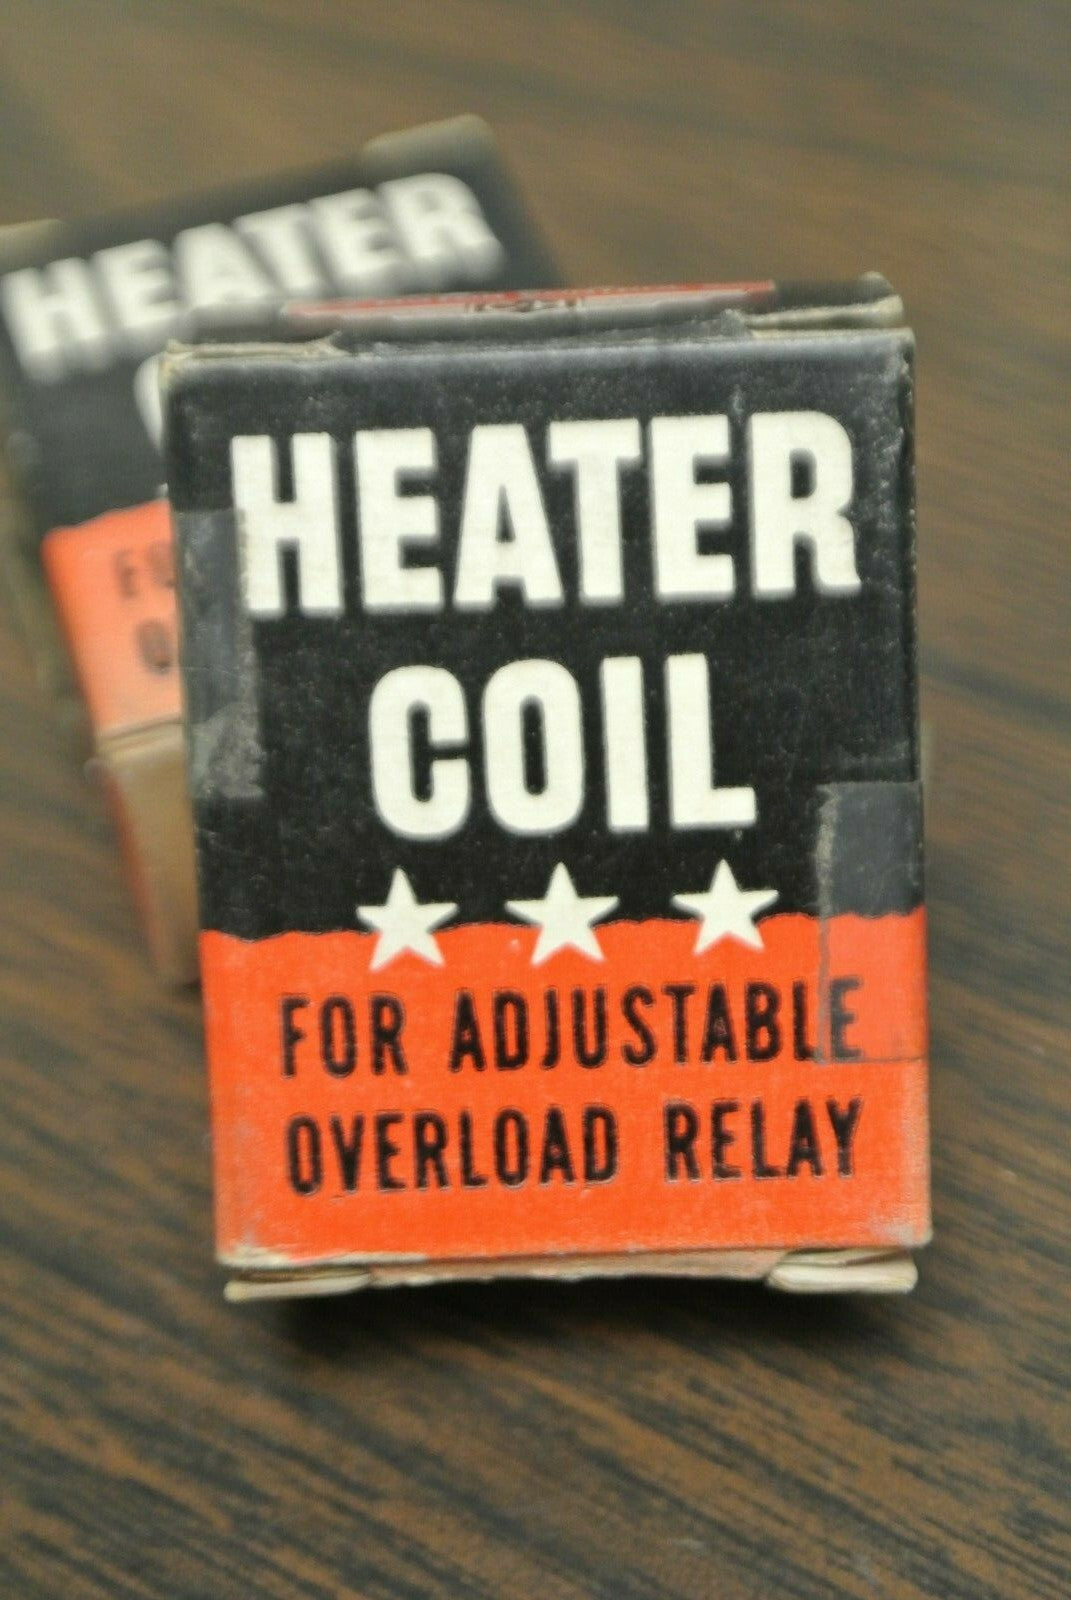 HEATER
HEATER
COIL
FOR ADJUSTABLE
OVERLOAD RELAY